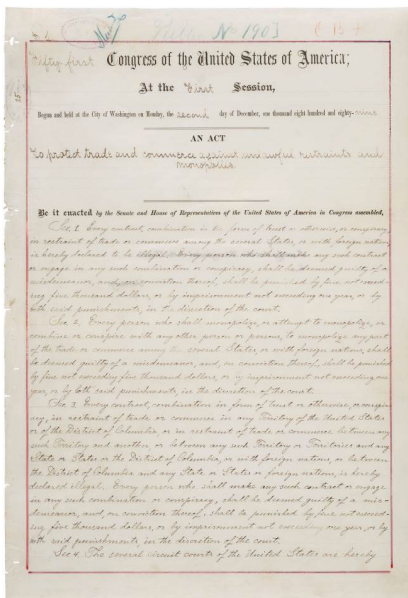 No 190
Fifty-first Congress of the United States of America;
At the First Session,
Begun and held at the City of Washington on Monday, the second day of December, one thousand eight hundred and eighty-nine.
AN ACT
To protect trade and commerce against unlawful restraints and
monopolies.
Be it enacted by the Senate and House of Representatives of the United States of America in Congress assembled,
Every contract, combination in the form of trust or otherwise, or conspiracy,
in restraint of trade or commerce among the several States, or with foreign nations,
is hereby declared to be illegal. Every person who shall make any such contract
or engage in any such combination or conspiracy, shall be deemed guilty of a
misdemeanor, and, on conviction thereof, shall be punished by fine not exceed-
ing five thousand dollars, or by imprisonment not exceeding one year, or by
both said punishments, in the discretion of the court.
Sec. 2. Every person who shall monopolize, or attempt to monopolize, or
combine or conspire with any other person or persons, to monopolize any part
of the trade or commerce among the several States, or with foreign nations, shall
be deemed guilty of a misdemeanor, and, on conviction thereof, shall be punished
by fine not exceeding five thousand dollars, or by imprisonment not exceeding one
year, or by both said punishments, in the discretion of the court.
Sec. 3. Every contract, combination in form of trust or otherwise, or conspir-
acy, in restraint of trade or commerce in any Territory of the United States
or of the District of Columbia, or in restraint of trade or commerce between any
such Territory and another, or between any such Territory or Territories and any
State or States or the District of Columbia, or with foreign nations, or between
the District of Columbia and any State or States or foreign nations, is hereby
declared illegal. Every person who shall make any such contract or engage
in any such combination or conspiracy, shall be deemed guilty of a mis-
demeanor, and, on conviction thereof, shall be punished by fine not exceed-
ing five thousand dollars, or by imprisonment not exceeding one year, or by
both said punishments, in the discretion of the court.
Sec. 4. The several circuit courts of the United States are hereby